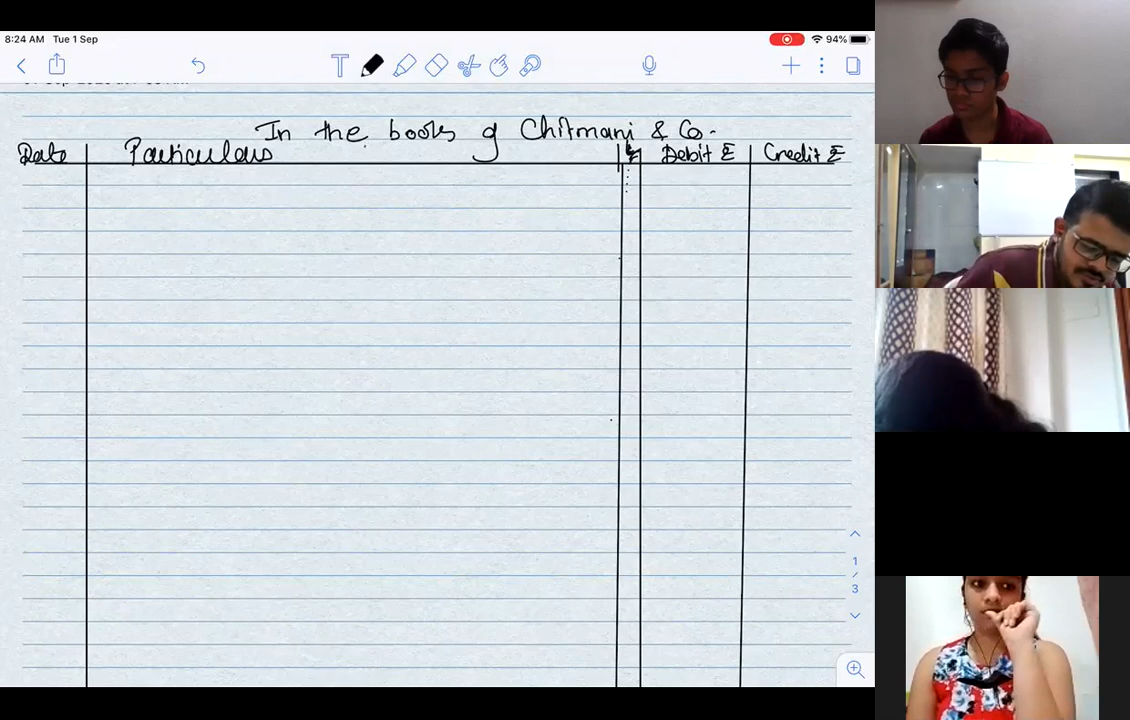 8:24 AM Tue 1 Sep
94%
In the books of Chitmani & Co.
Date Particulars Debit ₹ Credit ₹
1
/
3